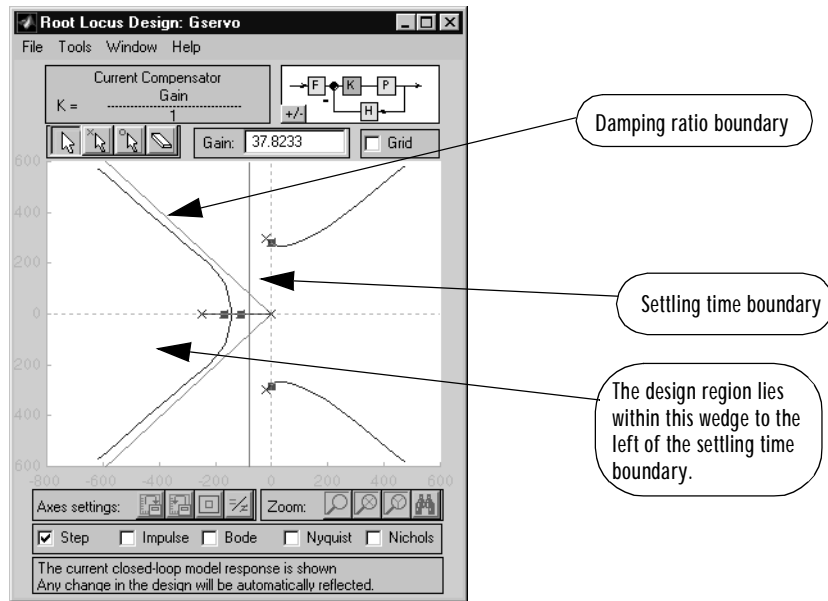 Root Locus Design: Gservo
File Tools Window Help
Current Compensator
Gain
K = ------------------------------
1
F K P
H
+/-
Gain: 37.8233
Grid
Damping ratio boundary
600
400
200
0
200
400
600
-800 -600 -400 -200 0 200 400 600
Settling time boundary
The design region lies
within this wedge to the
left of the settling time
boundary.
Axes settings: Zoom:
Step Impulse Bode Nyquist Nichols
The current closed-loop model response is shown
Any change in the design will be automatically reflected.